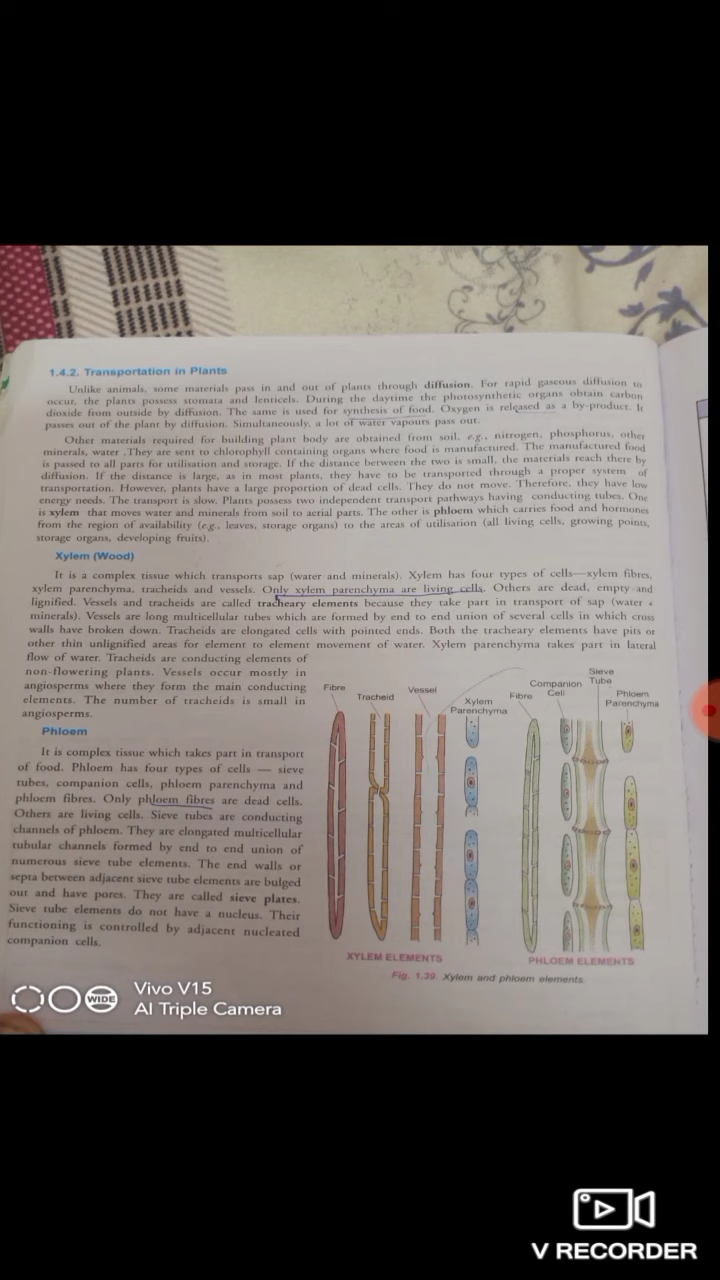 1.4.2. Transportation in Plants
Unlike animals, some materials pass in and out of plants through diffusion. For rapid gaseous diffusion to
occur, the plants possess stomata and lenticels. During the daytime the photosynthetic organs obtain carbon
dioxide from outside by diffusion. The same is used for synthesis of food. Oxygen is released as a by-product. It
passes out of the plant by diffusion. Simultaneously, a lot of water vapours pass out.
Other materials required for building plant body are obtained from soil, e.g., nitrogen, phosphorus, other
minerals, water .They are sent to chlorophyll containing organs where food is manufactured. The manufactured food
is passed to all parts for utilisation and storage. If the distance between the two is small, the materials reach there by
diffusion. If the distance is large, as in most plants, they have to be transported through a proper system of
transportation. However, plants have a large proportion of dead cells. They do not move. Therefore, they have low
energy needs. The transport is slow. Plants possess two independent transport pathways having conducting tubes. One
is xylem that moves water and minerals from soil to aerial parts. The other is phloem which carries food and hormones
from the region of availability (e.g., leaves, storage organs) to the areas of utilisation (all living cells, growing points,
storage organs, developing fruits).
Xylem (Wood)
It is a complex tissue which transports sap (water and minerals). Xylem has four types of cells—xylem fibres,
xylem parenchyma, tracheids and vessels. Only xylem parenchyma are living cells. Others are dead, empty and
lignified. Vessels and tracheids are called tracheary elements because they take part in transport of sap (water +
minerals). Vessels are long multicellular tubes which are formed by end to end union of several cells in which cross
walls have broken down. Tracheids are elongated cells with pointed ends. Both the tracheary elements have pits or
other thin unlignified areas for element to element movement of water. Xylem parenchyma takes part in lateral
flow of water. Tracheids are conducting elements of
non-flowering plants. Vessels occur mostly in
angiosperms where they form the main conducting
elements. The number of tracheids is small in
angiosperms.
Phloem
It is complex tissue which takes part in transport
of food. Phloem has four types of cells — sieve
tubes, companion cells, phloem parenchyma and
phloem fibres. Only phloem fibres are dead cells.
Others are living cells. Sieve tubes are conducting
channels of phloem. They are elongated multicellular
tubular channels formed by end to end union of
numerous sieve tube elements. The end walls or
septa between adjacent sieve tube elements are bulged
out and have pores. They are called sieve plates.
Sieve tube elements do not have a nucleus. Their
functioning is controlled by adjacent nucleated
companion cells.
Fibre
Tracheid
Vessel
Xylem
Parenchyma
Fibre
Companion
Cell
Sieve
Tube
Phloem
Parenchyma
XYLEM ELEMENTS
PHLOEM ELEMENTS
Fig. 1.39. Xylem and phloem elements.
WIDE
Vivo V15
AI Triple Camera
V RECORDER